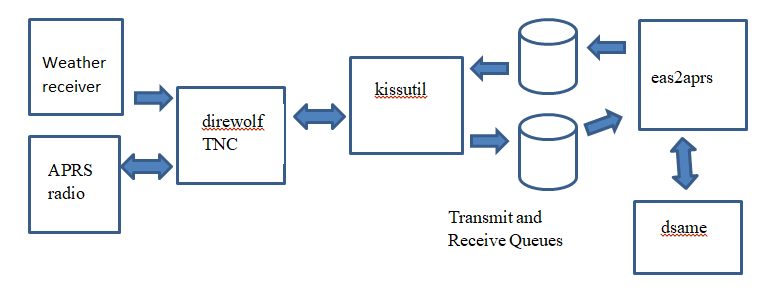 Weather
receiver
APRS
radio
direwolf
TNC
kissutil
eas2aprs
dsame
Transmit and
Receive Queues